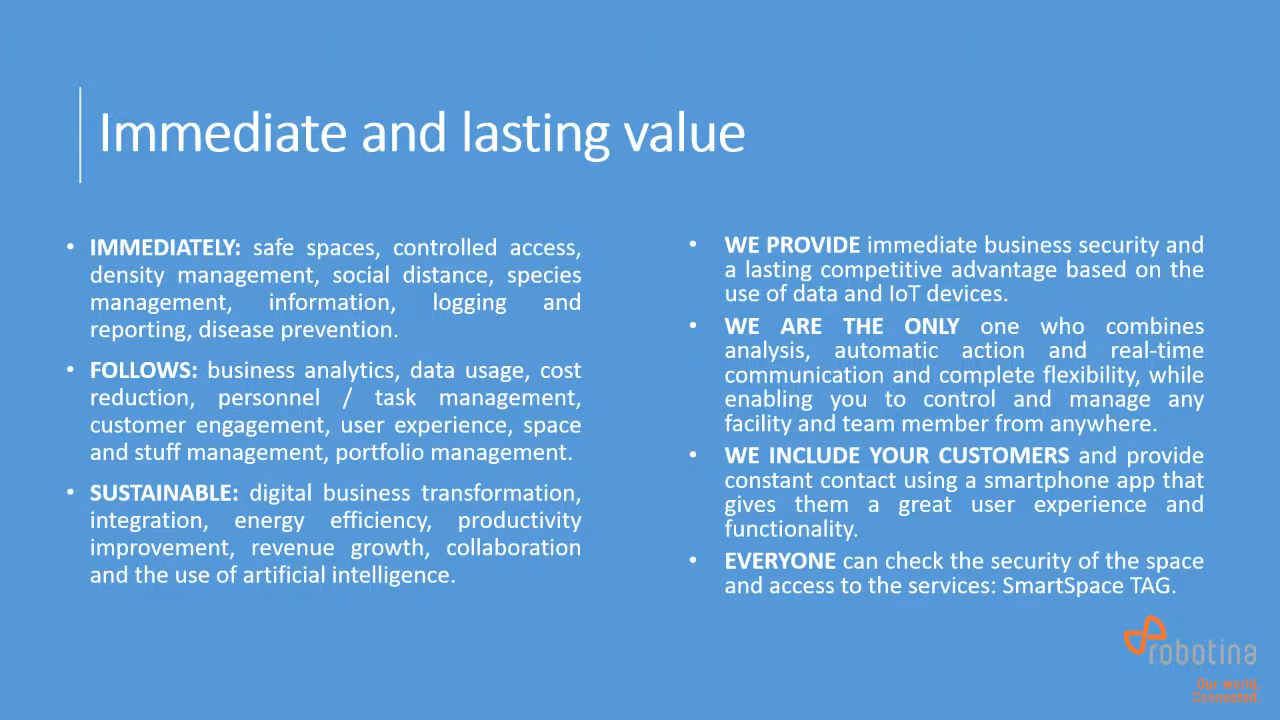 Immediate and lasting value
• IMMEDIATELY: safe spaces, controlled access,
density management, social distance, species
management, information, logging and
reporting, disease prevention.
• FOLLOWS: business analytics, data usage, cost
reduction, personnel / task management,
customer engagement, user experience, space
and stuff management, portfolio management.
• SUSTAINABLE: digital business transformation,
integration, energy efficiency, productivity
improvement, revenue growth, collaboration
and the use of artificial intelligence.
• WE PROVIDE immediate business security and
a lasting competitive advantage based on the
use of data and IoT devices.
• WE ARE THE ONLY one who combines
analysis, automatic action and real-time
communication and complete flexibility, while
enabling you to control and manage any
facility and team member from anywhere.
• WE INCLUDE YOUR CUSTOMERS and provide
constant contact using a smartphone app that
gives them a great user experience and
functionality.
• EVERYONE can check the security of the space
and access to the services: SmartSpace TAG.
robotina
Our world.
Connected.